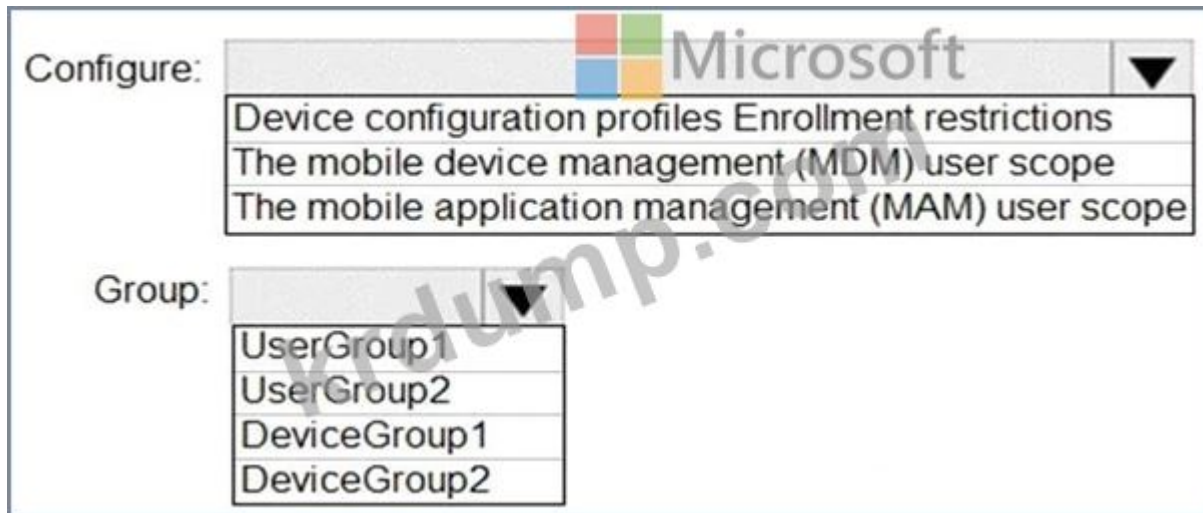 Microsoft
Configure:
Device configuration profiles Enrollment restrictions
The mobile device management (MDM) user scope
The mobile application management (MAM) user scope
krdump.com
Group:
UserGroup1
UserGroup2
DeviceGroup1
DeviceGroup2